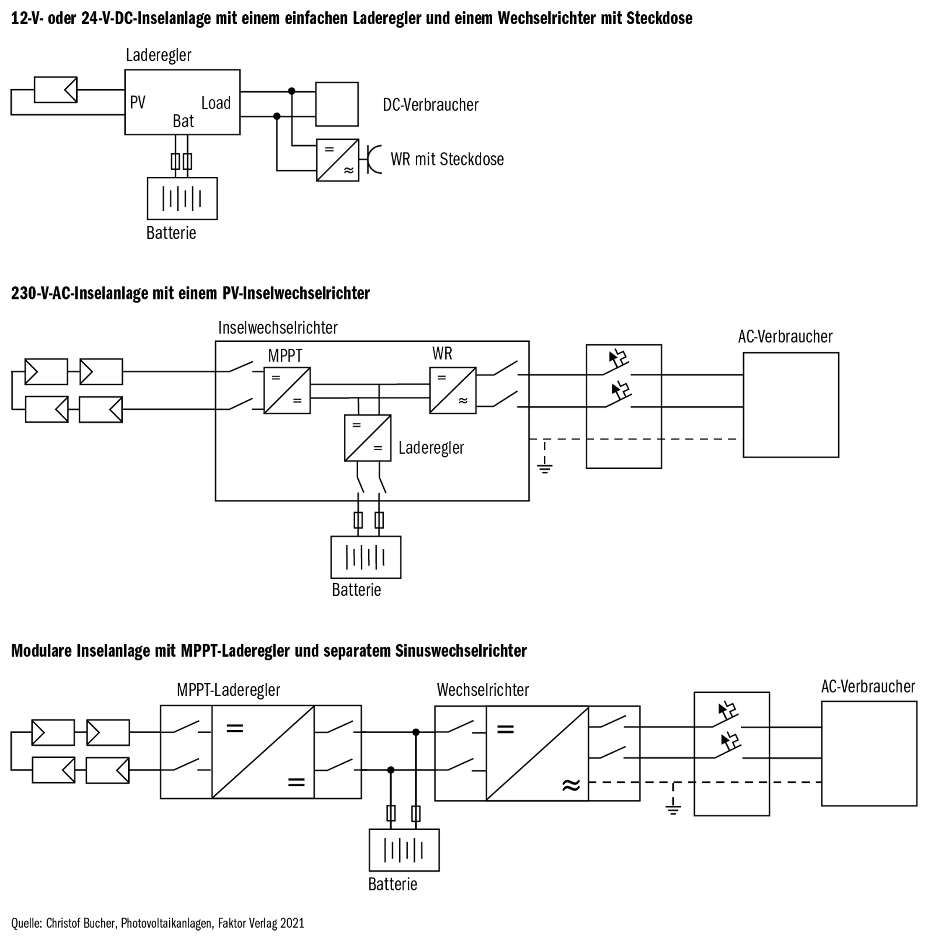 12-V- oder 24-V-DC-Inselanlage mit einem einfachen Laderegler und einem Wechselrichter mit Steckdose
Laderegler
PV
Load
Bat
DC-Verbraucher
WR mit Steckdose
Batterie
230-V-AC-Inselanlage mit einem PV-Inselwechselrichter
Inselwechselrichter
AC-Verbraucher
MPPT
WR
Laderegler
Batterie
Modulare Inselanlage mit MPPT-Laderegler und separatem Sinuswechselrichter
MPPT-Laderegler
Wechselrichter
AC-Verbraucher
Batterie
Quelle: Christof Bucher, Photovoltaikanlagen, Faktor Verlag 2021